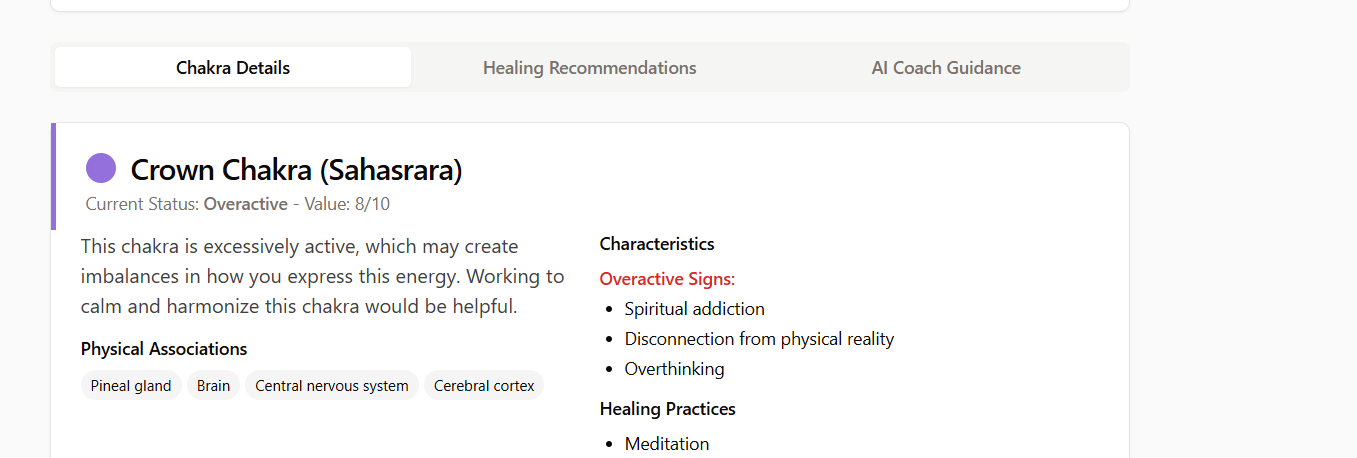 Chakra Details
Healing Recommendations
AI Coach Guidance
Crown Chakra (Sahasrara)
Current Status: Overactive - Value: 8/10
This chakra is excessively active, which may create
imbalances in how you express this energy. Working to
calm and harmonize this chakra would be helpful.
Physical Associations
Pineal gland
Brain
Central nervous system
Cerebral cortex
Characteristics
Overactive Signs:
Spiritual addiction
Disconnection from physical reality
Overthinking
Healing Practices
Meditation